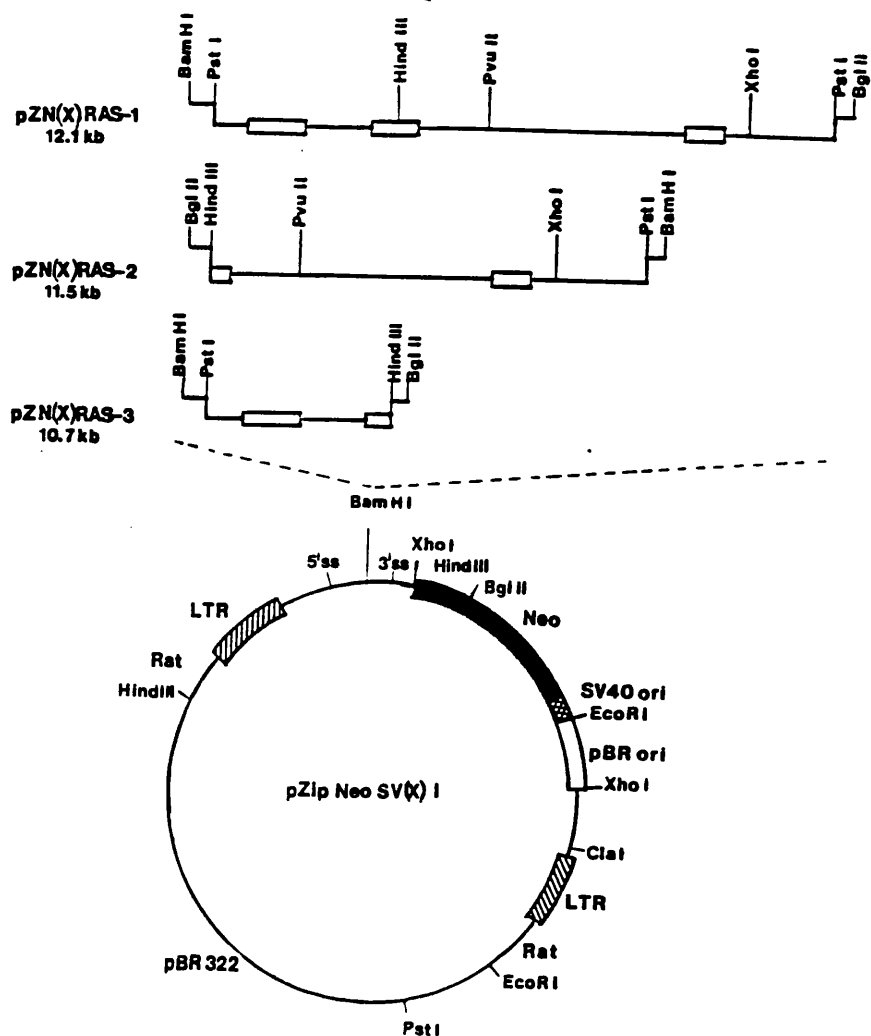 BamHI
PstI
HindIII
PvuII
XhoI
PstI
BglII
pZN(X)RAS-1
12.1 kb
BglII
HindIII
PvuII
XhoI
PstI
BamHI
pZN(X)RAS-2
11.5 kb
BamHI
PstI
HindIII
BglII
pZN(X)RAS-3
10.7 kb
BamHI
5'ss
3'ss
XhoI
HindIII
BglII
LTR
Neo
Rat
HindIII
SV40 ori
EcoRI
pBR ori
pZip Neo SV(X) I
XhoI
ClaI
LTR
Rat
pBR322
EcoRI
PstI